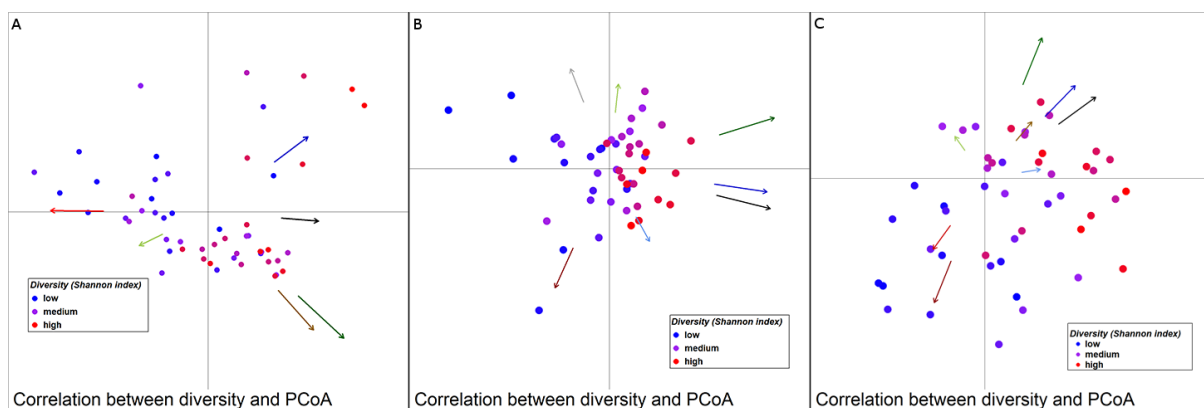 A
Diversity (Shannon index)
low
medium
high
Correlation between diversity and PCoA
B
Diversity (Shannon index)
low
medium
high
Correlation between diversity and PCoA
C
Diversity (Shannon index)
low
medium
high
Correlation between diversity and PCoA